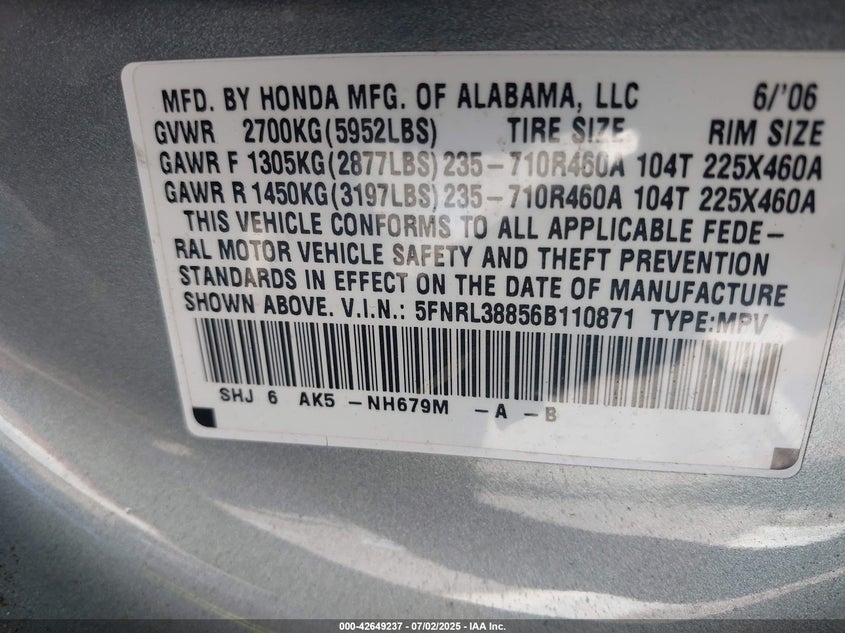 MFD. BY HONDA MFG. OF ALABAMA, LLC 6/'06
GVWR 2700KG(5952LBS) TIRE SIZE RIM SIZE
GAWR F 1305KG(2877LBS)235-710R460A 104T 225X460A
GAWR R 1450KG(3197LBS)235-710R460A 104T 225X460A
THIS VEHICLE CONFORMS TO ALL APPLICABLE FEDE-
RAL MOTOR VEHICLE SAFETY AND THEFT PREVENTION
STANDARDS IN EFFECT ON THE DATE OF MANUFACTURE
SHOWN ABOVE. V.I.N.: 5FNRL38856B110871 TYPE:MPV
SHJ 6 AK5 -NH679M -A -B
000-42649237 - 07/02/2025 - IAA Inc.